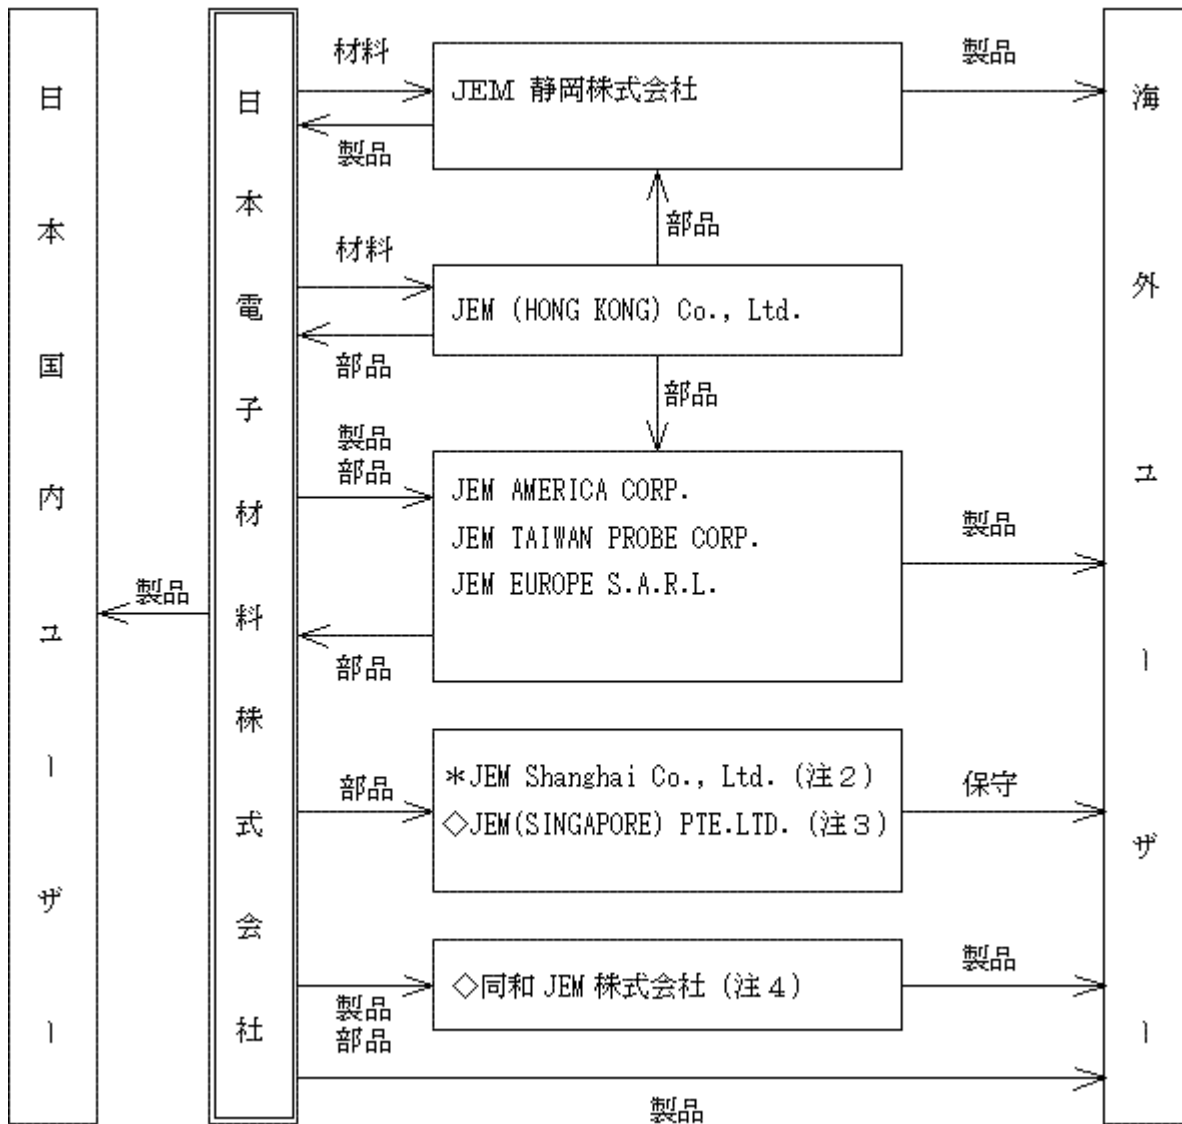 日本国内ユーザー
日本電子材料株式会社
材料
製品
JEM 静岡株式会社
製品
部品
材料
部品
JEM (HONG KONG) Co., Ltd.
部品
製品
部品
部品
JEM AMERICA CORP.
JEM TAIWAN PROBE CORP.
JEM EUROPE S.A.R.L.
製品
製品
部品
*JEM Shanghai Co., Ltd. (注2)
◇JEM(SINGAPORE) PTE.LTD. (注3)
保守
製品
部品
◇同和 JEM 株式会社 (注4)
製品
製品
海外ユーザー